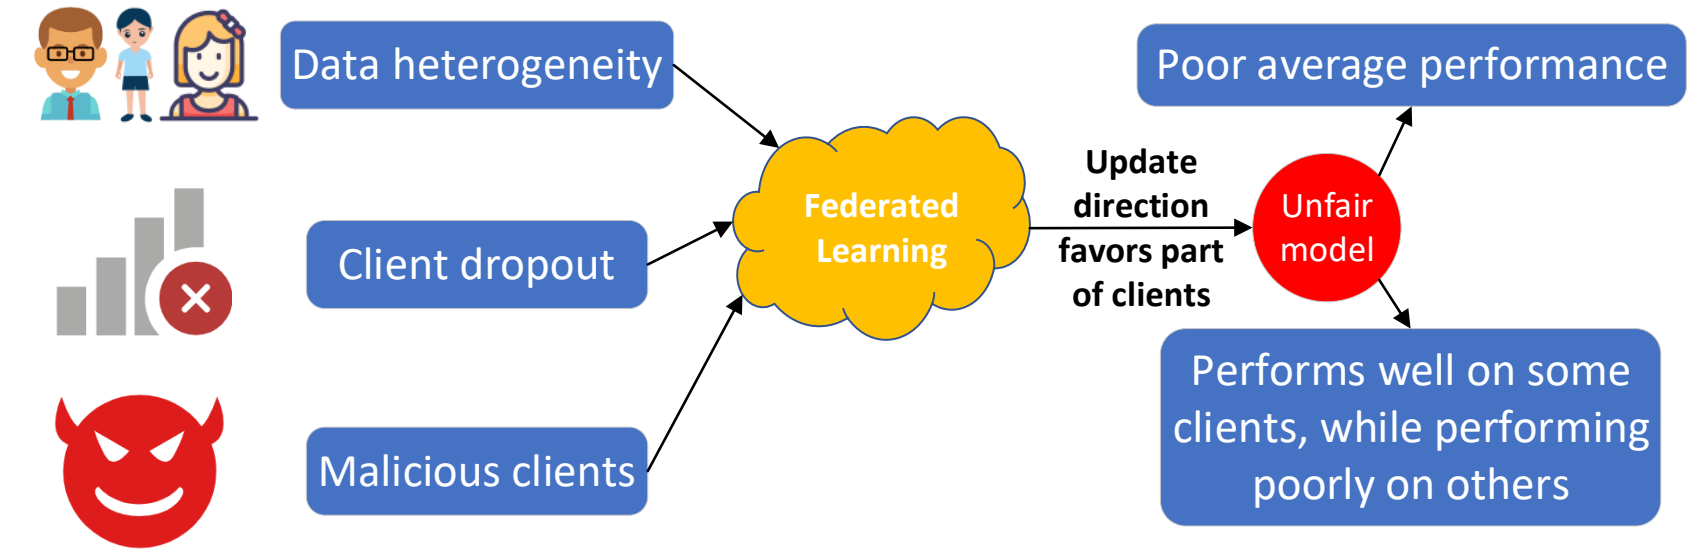 Data heterogeneity
Client dropout
Malicious clients
Federated
Learning
Update
direction
favors part
of clients
Unfair
model
Poor average performance
Performs well on some
clients, while performing
poorly on others